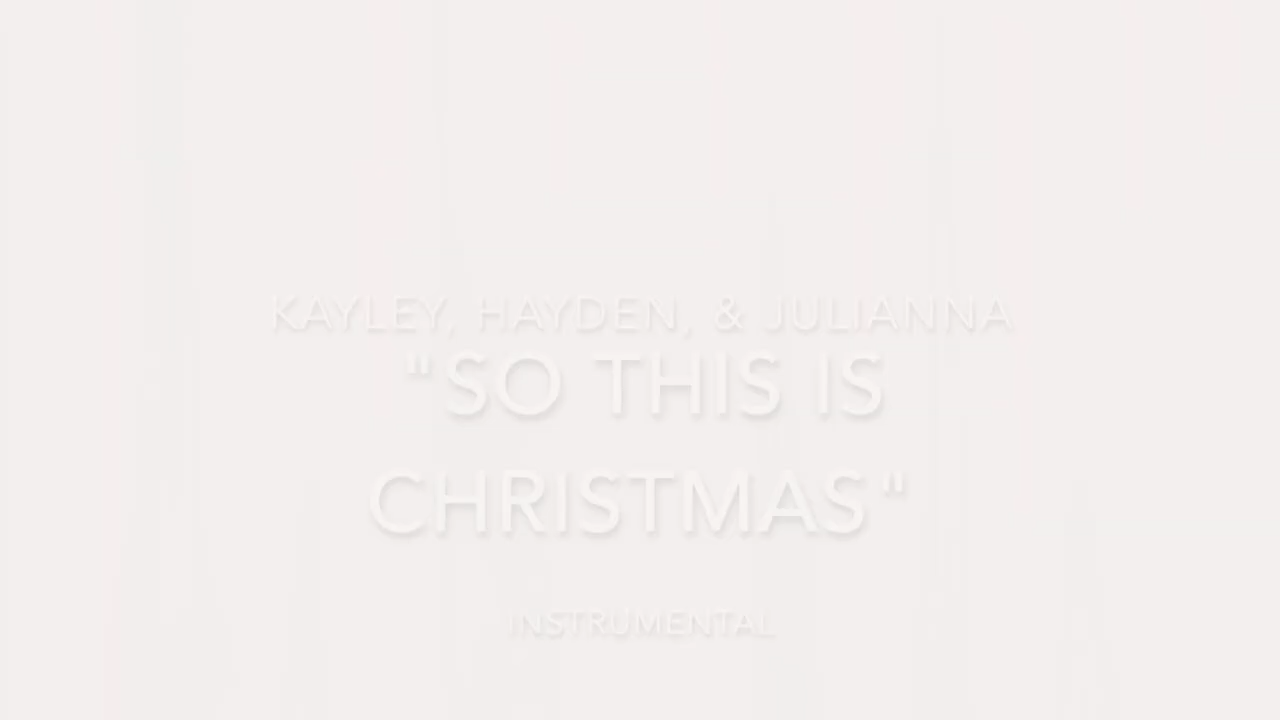 KAYLEY, HAYDEN, & JULIANNA
"SO THIS IS
CHRISTMAS"
INSTRUMENTAL